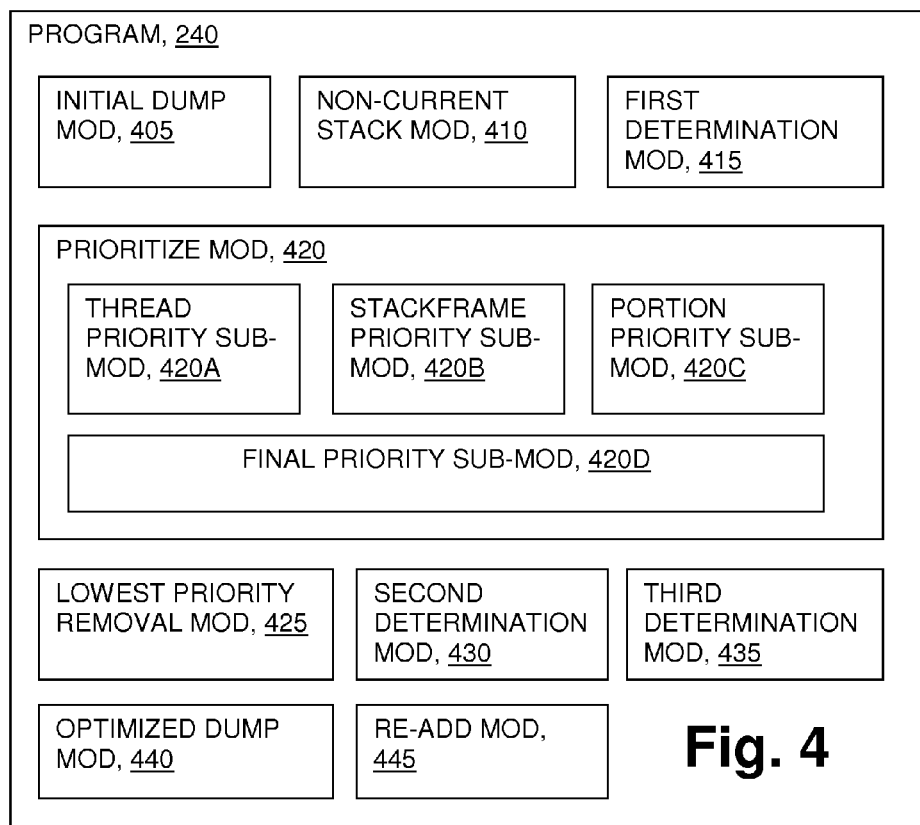 PROGRAM, 240
INITIAL DUMP
MOD, 405
NON-CURRENT
STACK MOD, 410
FIRST
DETERMINATION
MOD, 415
PRIORITIZE MOD, 420
THREAD
PRIORITY SUB-
MOD, 420A
STACKFRAME
PRIORITY SUB-
MOD, 420B
PORTION
PRIORITY SUB-
MOD, 420C
FINAL PRIORITY SUB-MOD, 420D
LOWEST PRIORITY
REMOVAL MOD, 425
SECOND
DETERMINATION
MOD, 430
THIRD
DETERMINATION
MOD, 435
OPTIMIZED DUMP
MOD, 440
RE-ADD MOD,
445
Fig. 4